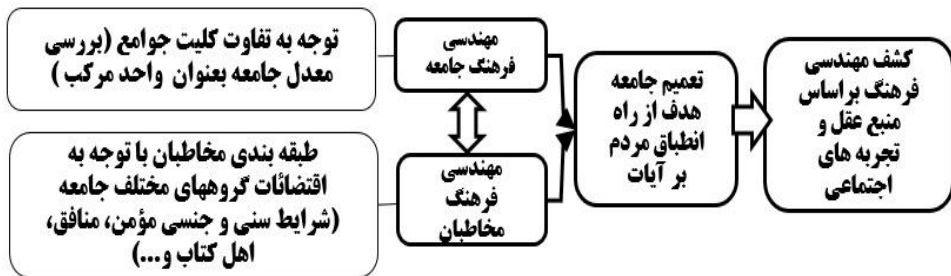 توجه به تفاوت کلیت جوامع (بررسی
معدل جامعه بعنوان واحد مرکب )
مهندسی
فرهنگ جامعه
طبقه بندی مخاطبان با توجه به
اقتضائات گروههای مختلف جامعه
(شرایط سنی و جنسی مؤمن، منافق،
اهل کتاب و...)
مهندسی
فرهنگ
مخاطبان
تعمیم جامعه
هدف از راه
انطباق مردم
بر آیات
کشف مهندسی
فرهنگ براساس
منبع عقل و
تجربه های
اجتماعی